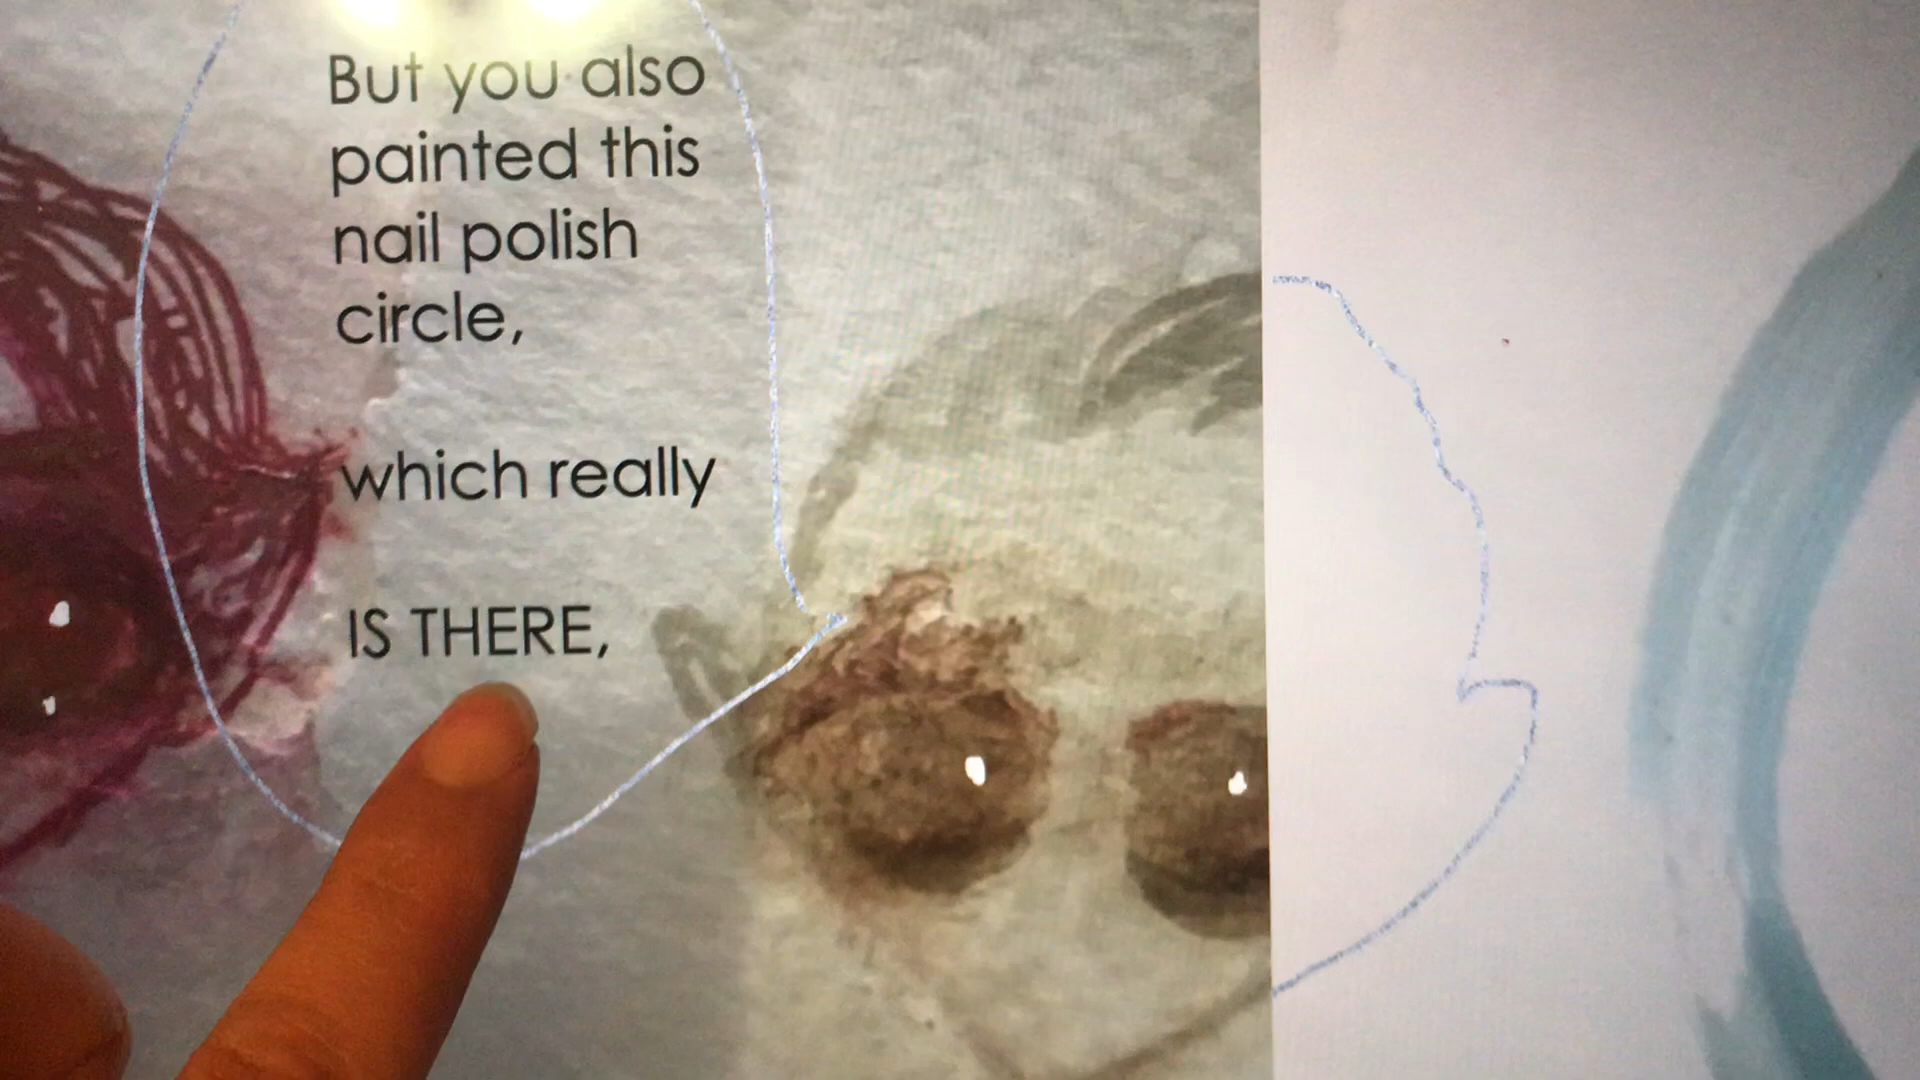 But you also
painted this
nail polish
circle,
which really
IS THERE,